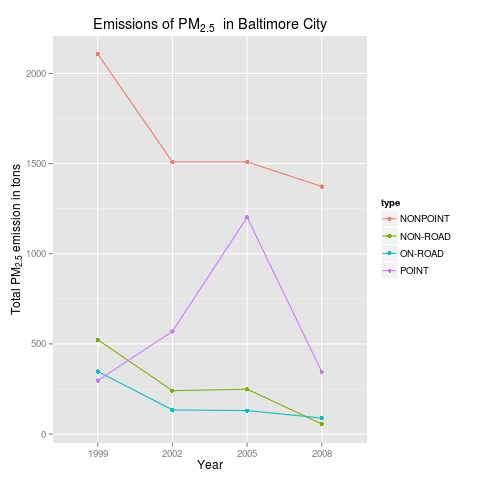 Emissions of PM2.5 in Baltimore City
Total PM2.5 emission in tons
2000
1500
1000
500
0
1999 2002 2005 2008
Year
type
NONPOINT
NON-ROAD
ON-ROAD
POINT